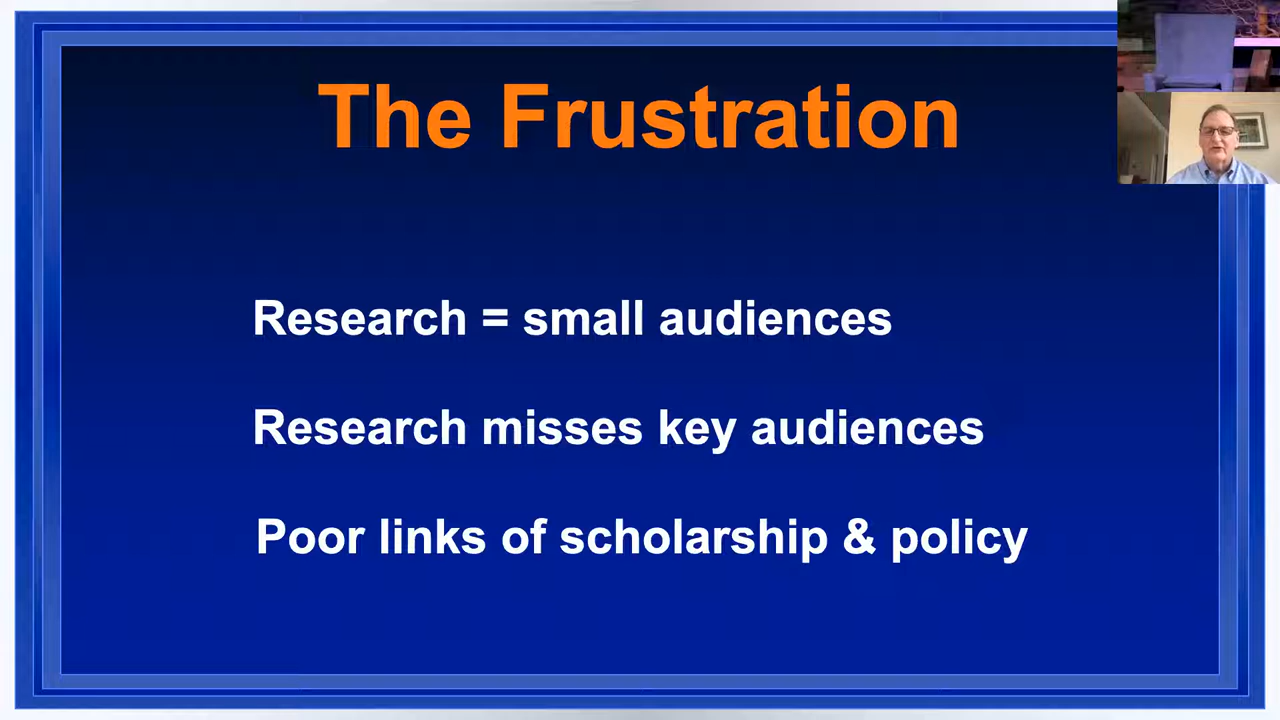 The Frustration
Research = small audiences
Research misses key audiences
Poor links of scholarship & policy